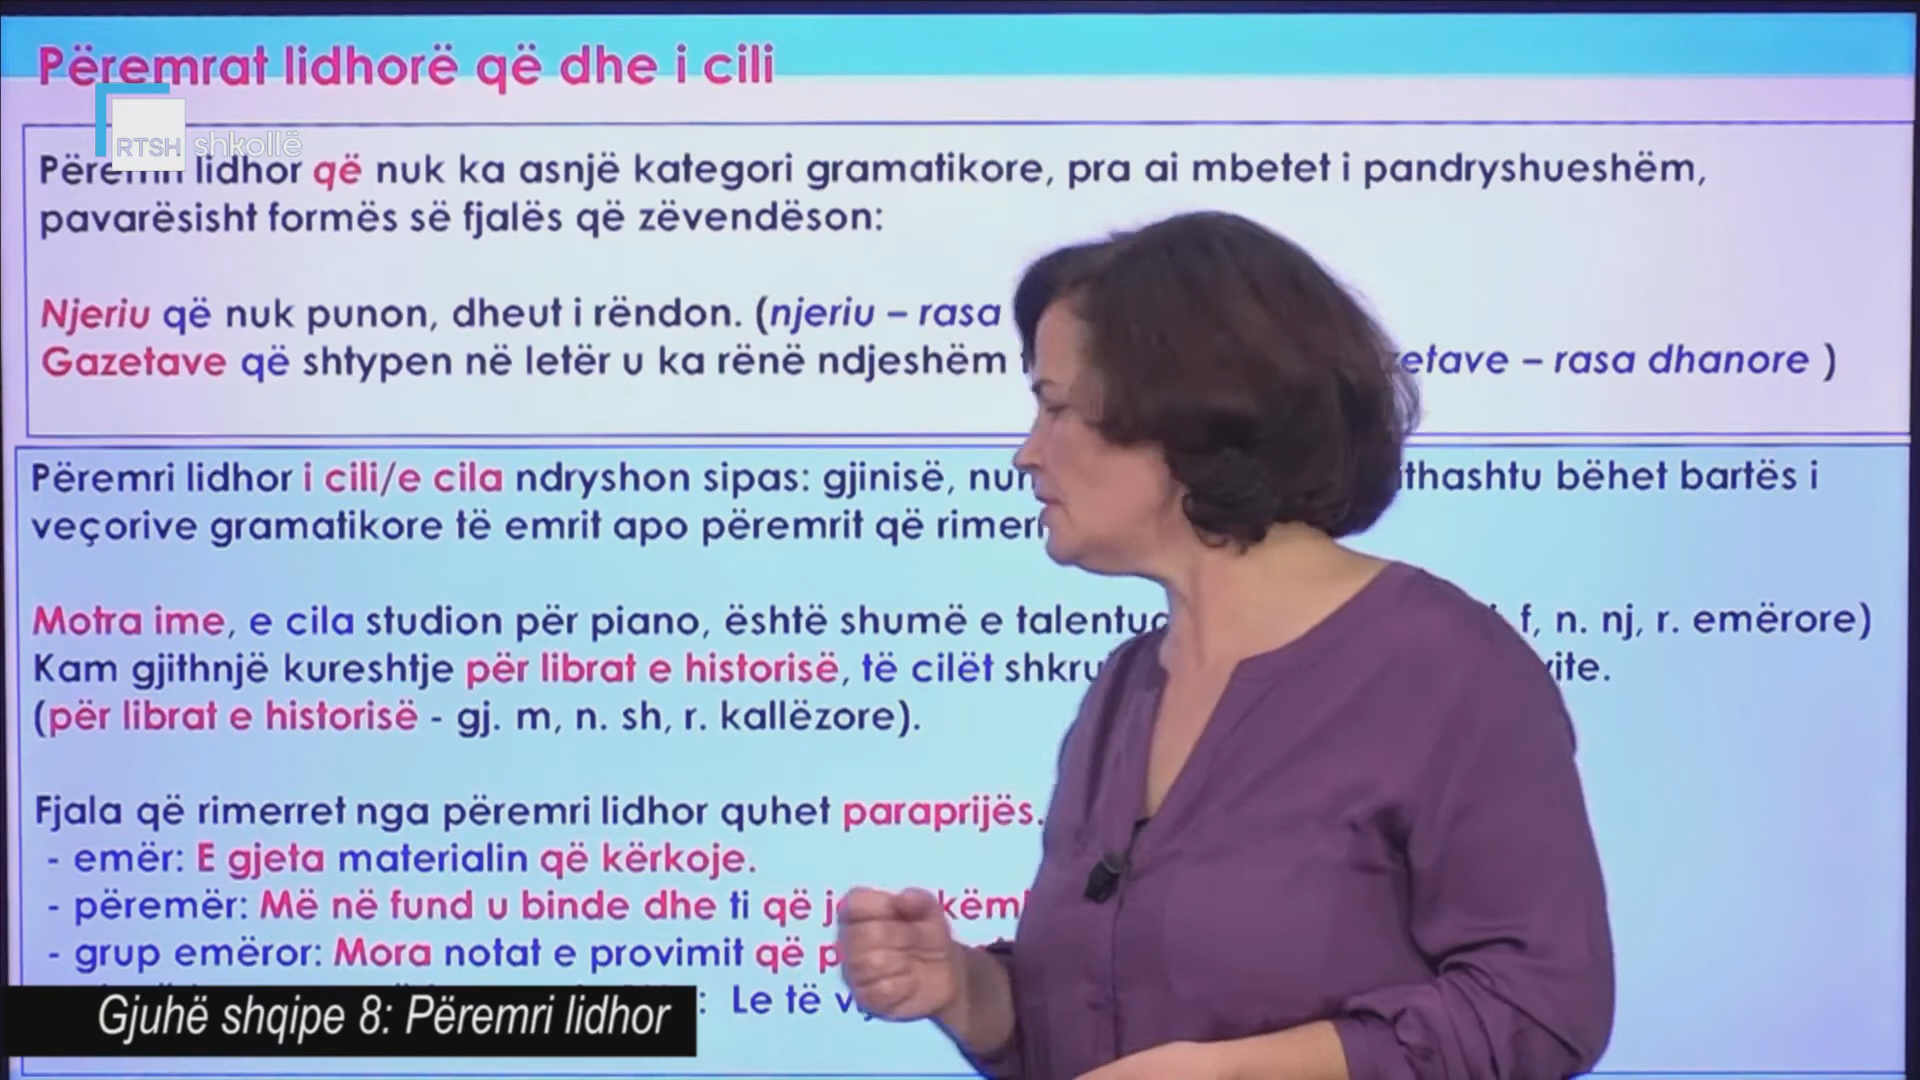 Përemrat lidhorë që dhe i cili
RTSH shkollë
Përemri lidhor që nuk ka asnjë kategori gramatikore, pra ai mbetet i pandryshueshëm,
pavarësisht formës së fjalës që zëvendëson:
Njeriu që nuk punon, dheut i rëndon. (njeriu – rasa
Gazetave që shtypen në letër u ka rënë ndjeshëm etave – rasa dhanore )
Përemri lidhor i cili/e cila ndryshon sipas: gjinisë, bëhet bartës i
veçorive gramatikore të emrit apo përemrit që
Motra ime, e cila studion për piano, është shumë e f, n. nj, r. emërore)
Kam gjithnjë kureshtje për librat e historisë, të cilët
(për librat e historisë - gj. m, n. sh, r. kallëzore).
Fjala që rimerret nga përemri lidhor quhet paraprijës.
- emër: E gjeta materialin që kërkoje.
- përemër: Më në fund u binde dhe ti që
- grup emëror: Mora notat e provimit që
: Le të
Gjuhë shqipe 8: Përemri lidhor